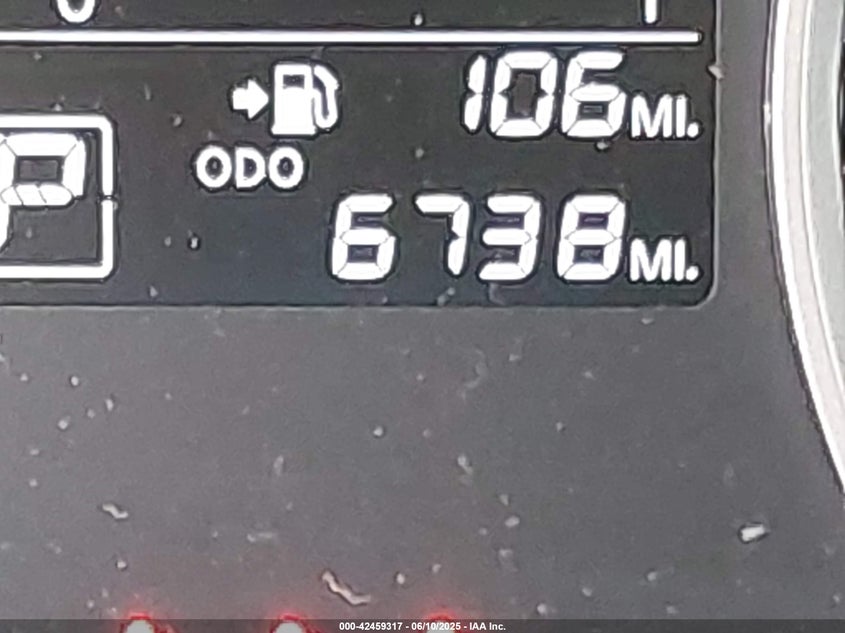 106 MI.
P
ODO
6738 MI.
000-42459317 - 06/10/2025 - IAA Inc.